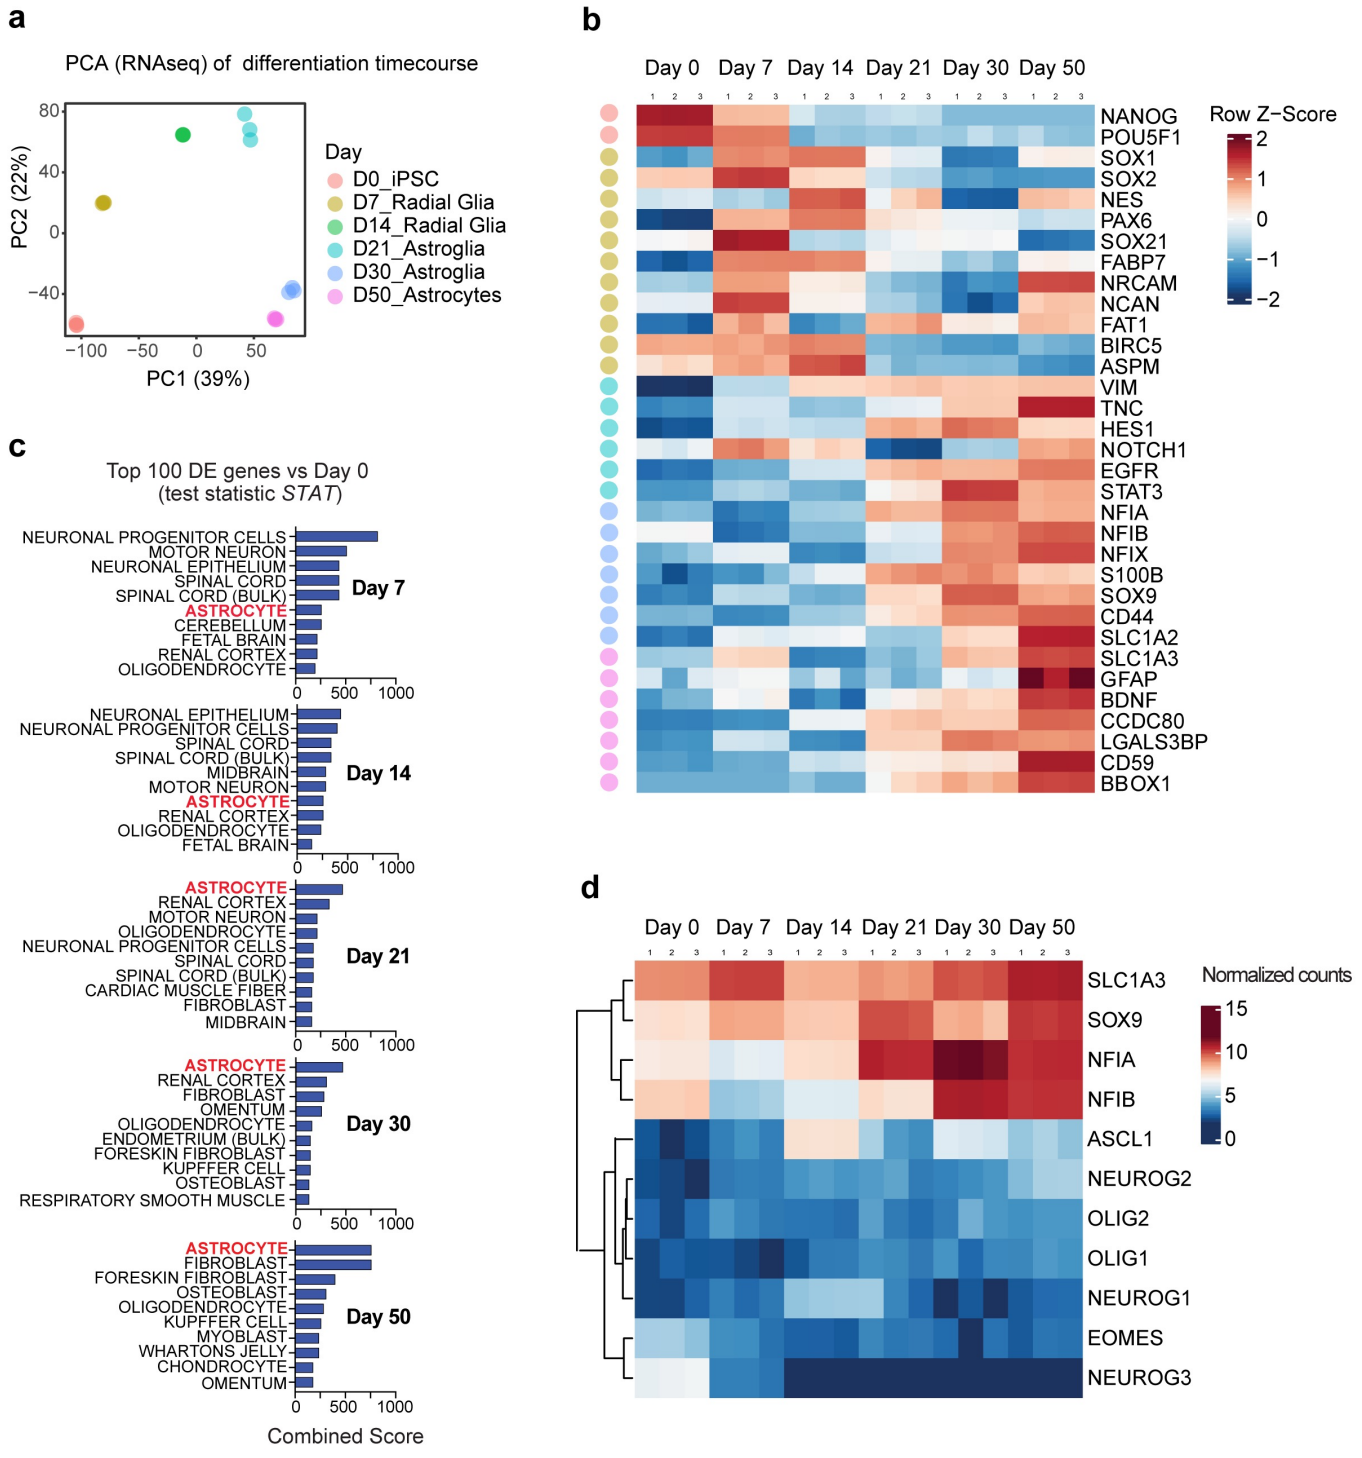 a
PCA (RNAseq) of differentiation timecourse
80
40
0
−40
−100 −50 0 50
PC2 (22%)
PC1 (39%)
Day
D0_iPSC
D7_Radial Glia
D14_Radial Glia
D21_Astroglia
D30_Astroglia
D50_Astrocytes
b
Day 0 Day 7 Day 14 Day 21 Day 30 Day 50
1 2 3 1 2 3 1 2 3 1 2 3 1 2 3 1 2 3
NANOG
POU5F1
SOX1
SOX2
NES
PAX6
SOX21
FABP7
NRCAM
NCAN
FAT1
BIRC5
ASPM
VIM
TNC
HES1
NOTCH1
EGFR
STAT3
NFIA
NFIB
NFIX
S100B
SOX9
CD44
SLC1A2
SLC1A3
GFAP
BDNF
CCDC80
LGALS3BP
CD59
BBOX1
Row Z−Score
2
1
0
−1
−2
c
Top 100 DE genes vs Day 0
(test statistic STAT)
NEURONAL PROGENITOR CELLS
MOTOR NEURON
NEURONAL EPITHELIUM
SPINAL CORD
SPINAL CORD (BULK)
ASTROCYTE
CEREBELLUM
FETAL BRAIN
RENAL CORTEX
OLIGODENDROCYTE
Day 7
0 500 1000
NEURONAL EPITHELIUM
NEURONAL PROGENITOR CELLS
SPINAL CORD
SPINAL CORD (BULK)
MIDBRAIN
MOTOR NEURON
ASTROCYTE
RENAL CORTEX
OLIGODENDROCYTE
FETAL BRAIN
Day 14
0 500 1000
ASTROCYTE
RENAL CORTEX
MOTOR NEURON
OLIGODENDROCYTE
NEURONAL PROGENITOR CELLS
SPINAL CORD
SPINAL CORD (BULK)
CARDIAC MUSCLE FIBER
FIBROBLAST
MIDBRAIN
Day 21
0 500 1000
ASTROCYTE
RENAL CORTEX
FIBROBLAST
OMENTUM
OLIGODENDROCYTE
ENDOMETRIUM (BULK)
FORESKIN FIBROBLAST
KUPFFER CELL
OSTEOBLAST
RESPIRATORY SMOOTH MUSCLE
Day 30
0 500 1000
ASTROCYTE
FIBROBLAST
FORESKIN FIBROBLAST
OSTEOBLAST
OLIGODENDROCYTE
KUPFFER CELL
MYOBLAST
WHARTONS JELLY
CHONDROCYTE
OMENTUM
Day 50
0 500 1000
Combined Score
d
Day 0 Day 7 Day 14 Day 21 Day 30 Day 50
1 2 3 1 2 3 1 2 3 1 2 3 1 2 3 1 2 3
SLC1A3
SOX9
NFIA
NFIB
ASCL1
NEUROG2
OLIG2
OLIG1
NEUROG1
EOMES
NEUROG3
Normalized counts
15
10
5
0